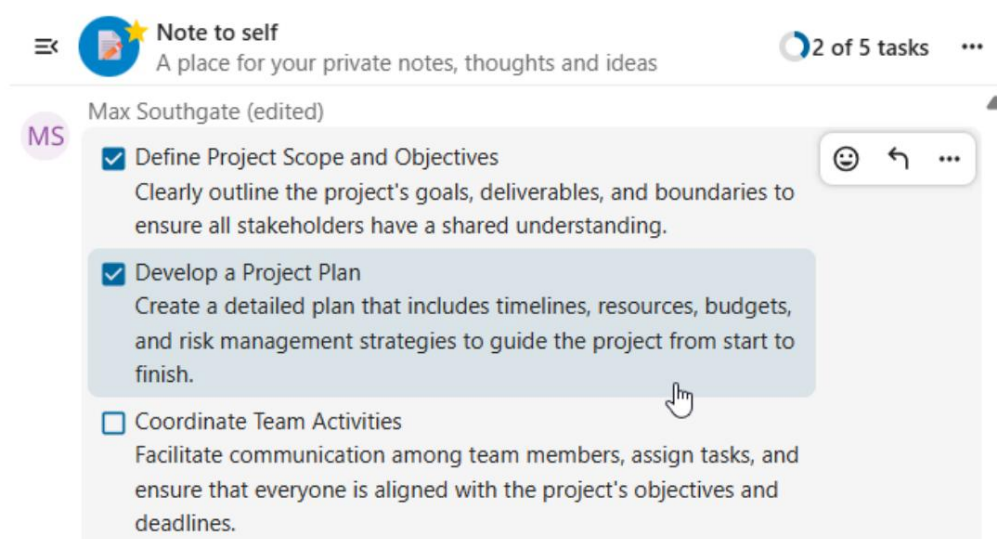 Note to self
A place for your private notes, thoughts and ideas
2 of 5 tasks
Max Southgate (edited)
MS
Define Project Scope and Objectives
Clearly outline the project's goals, deliverables, and boundaries to
ensure all stakeholders have a shared understanding.
Develop a Project Plan
Create a detailed plan that includes timelines, resources, budgets,
and risk management strategies to guide the project from start to
finish.
Coordinate Team Activities
Facilitate communication among team members, assign tasks, and
ensure that everyone is aligned with the project's objectives and
deadlines.